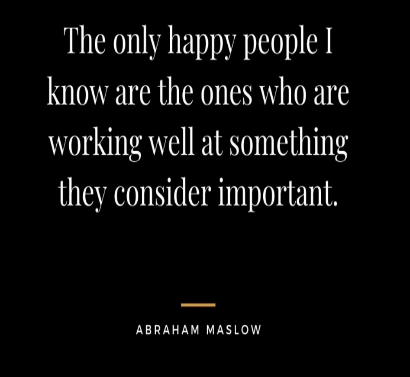 The only happy people I
know are the ones who are
working well at something
they consider important.
ABRAHAM MASLOW